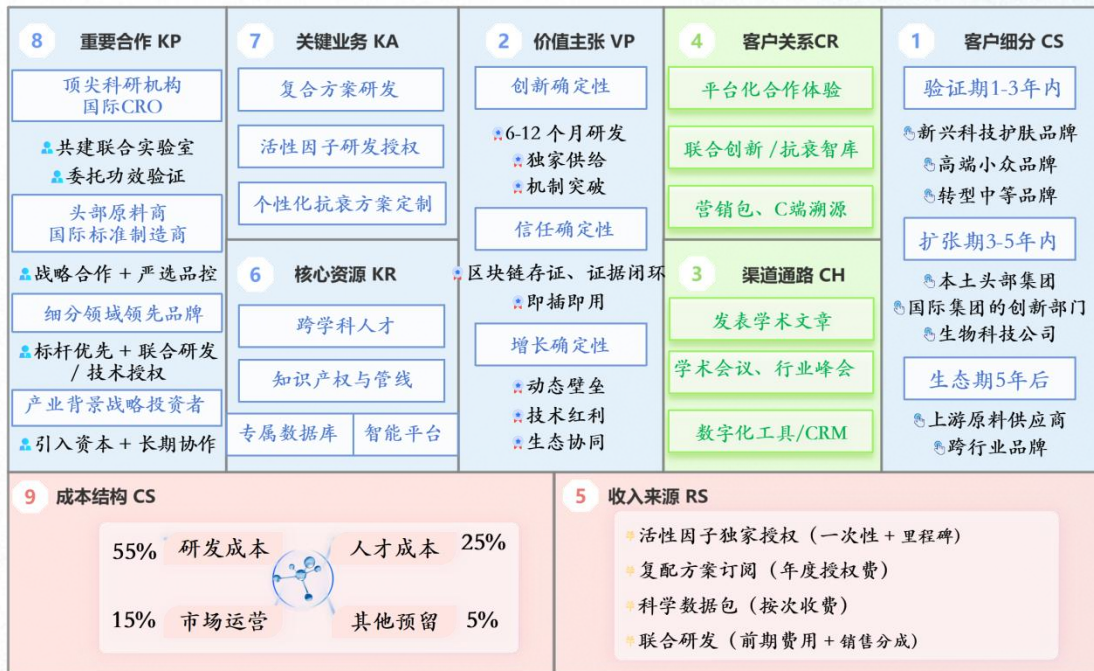 8 重要合作 KP
顶尖科研机构
国际CRO
共建联合实验室
委托功效验证
头部原料商
国际标准制造商
战略合作 + 严选品控
细分领域领先品牌
标杆优先 + 联合研发
/ 技术授权
产业背景战略投资者
引入资本 + 长期协作
7 关键业务 KA
复合方案研发
活性因子研发授权
个性化抗衰方案定制
6 核心资源 KR
跨学科人才
知识产权与管线
专属数据库
智能平台
2 价值主张 VP
创新确定性
6-12 个月研发
独家供给
机制突破
信任确定性
区块链存证、证据闭环
即插即用
增长确定性
动态壁垒
技术红利
生态协同
4 客户关系CR
平台化合作体验
联合创新 /抗衰智库
营销包、C端溯源
3 渠道通路 CH
发表学术文章
学术会议、行业峰会
数字化工具/CRM
1 客户细分 CS
验证期1-3年内
新兴科技护肤品牌
高端小众品牌
转型中等品牌
扩张期3-5年内
本土头部集团
国际集团的创新部门
生物科技公司
生态期5年后
上游原料供应商
跨行业品牌
9 成本结构 CS
55% 研发成本
人才成本 25%
15% 市场运营
其他预留 5%
5 收入来源 RS
活性因子独家授权（一次性 + 里程碑）
复配方案订阅（年度授权费）
科学数据包（按次收费）
联合研发（前期费用 + 销售分成）